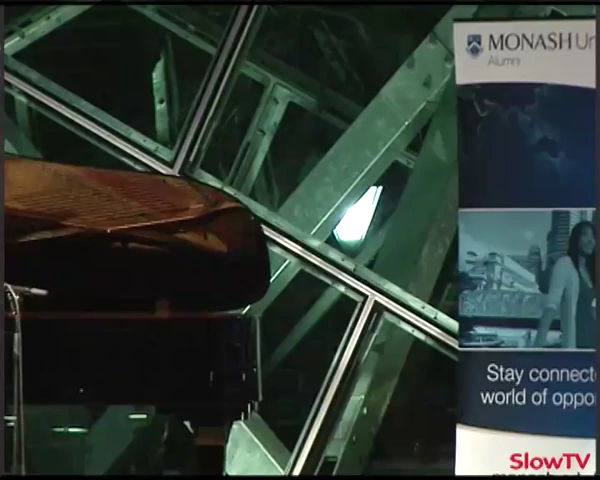 MONASH Un
Alumni
Stay connecte
world of oppo
SlowTV